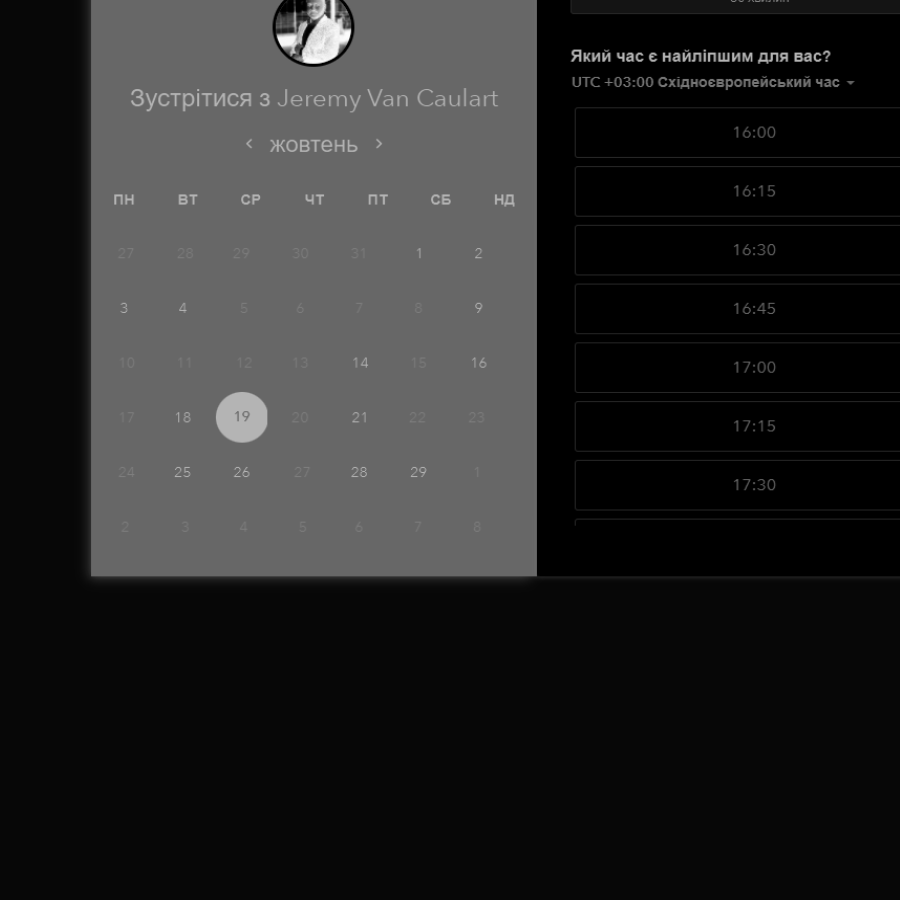 Зустрітися з Jeremy Van Caulart
жовтень
ПН ВТ СР ЧТ ПТ СБ НД
27 28 29 30 31 1 2
3 4 5 6 7 8 9
10 11 12 13 14 15 16
17 18 19 20 21 22 23
24 25 26 27 28 29 1
2 3 4 5 6 7 8
Який час є найліпшим для вас?
UTC +03:00 Східноєвропейський час
16:00
16:15
16:30
16:45
17:00
17:15
17:30